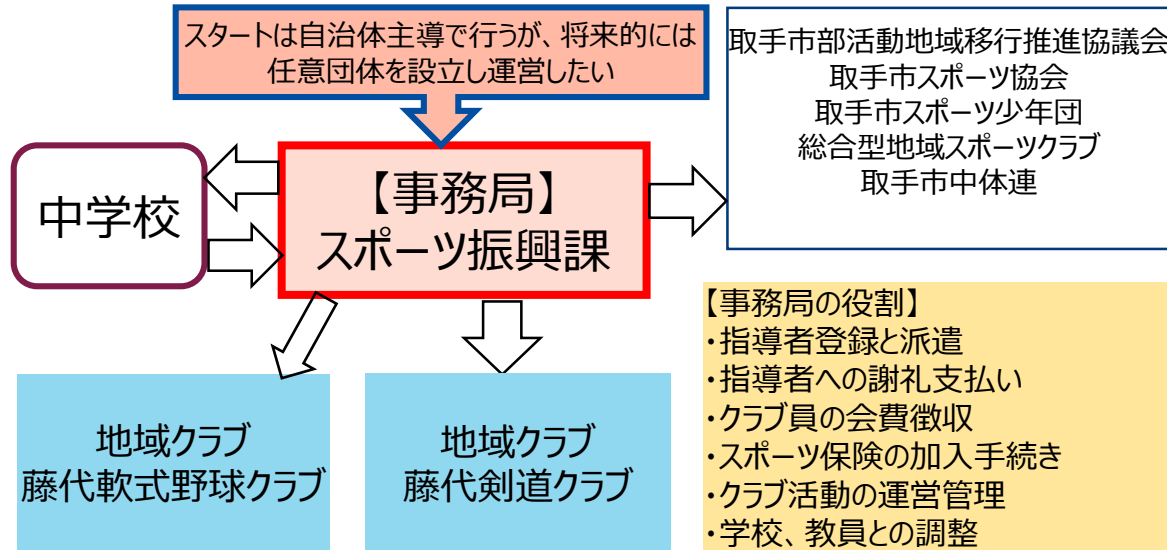 スタートは自治体主導で行うが、将来的には
任意団体を設立し運営したい
取手市部活動地域移行推進協議会
取手市スポーツ協会
取手市スポーツ少年団
総合型地域スポーツクラブ
取手市中体連
中学校
【事務局】
スポーツ振興課
地域クラブ
藤代軟式野球クラブ
地域クラブ
藤代剣道クラブ
【事務局の役割】
・指導者登録と派遣
・指導者への謝礼支払い
・クラブ員の会費徴収
・スポーツ保険の加入手続き
・クラブ活動の運営管理
・学校、教員との調整